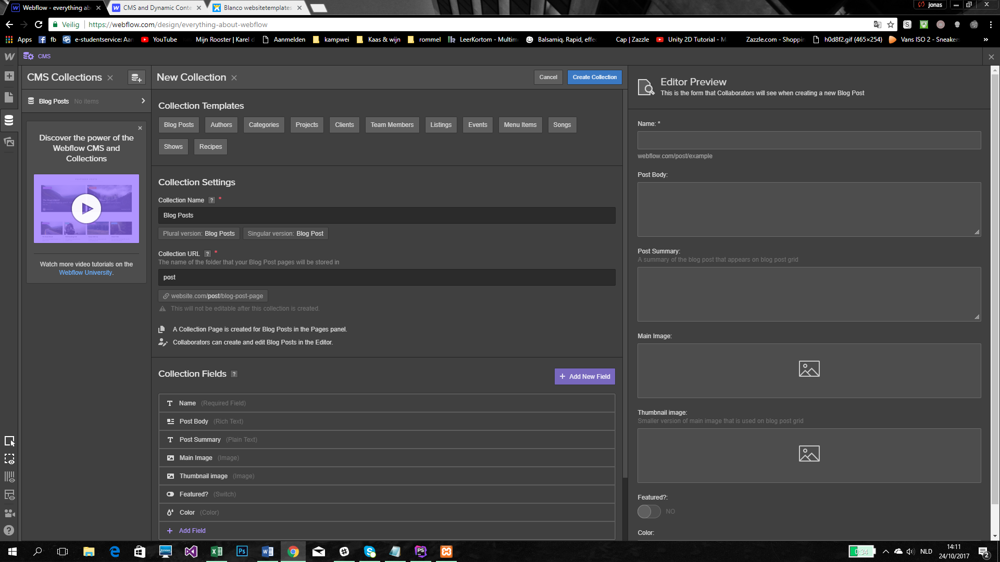 Webflow - everything ab
CMS and Dynamic Conte
Blanco websitetemplates
jonas
Veilig
https://webflow.com/design/everything-about-webflow
Apps
fb
e-studentservice: Aan
YouTube
Mijn Rooster | Karel d
Aanmelden
kampwei
Kaas & wijn
rommel
LeerKortom - Multim
Balsamiq. Rapid, effe
Cap | Zazzle
Unity 2D Tutorial - M
Zazzle.com - Shoppin
h0d8f2.gif (465×254)
Vans ISO 2 - Sneaker
»
CMS
CMS Collections
Blog Posts No items
Discover the power of the
Webflow CMS and
Collections
Watch more video tutorials on the
Webflow University.
New Collection
Cancel
Create Collection
Collection Templates
Blog Posts
Authors
Categories
Projects
Clients
Team Members
Listings
Events
Menu Items
Songs
Shows
Recipes
Collection Settings
Collection Name ? *
Blog Posts
Plural version: Blog Posts
Singular version: Blog Post
Collection URL ? *
The name of the folder that your Blog Post pages will be stored in
post
website.com/post/blog-post-page
This will not be editable after this collection is created.
A Collection Page is created for Blog Posts in the Pages panel.
Collaborators can create and edit Blog Posts in the Editor.
Collection Fields ?
+ Add New Field
Name (Required Field)
Post Body (Rich Text)
Post Summary (Plain Text)
Main Image (Image)
Thumbnail image (Image)
Featured? (Switch)
Color (Color)
+ Add Field
Editor Preview
This is the form that Collaborators will see when creating a new Blog Post
Name: *
webflow.com/post/example
Post Body:
Post Summary:
A summary of the blog post that appears on blog post grid
Main Image:
Thumbnail image:
Smaller version of main image that is used on blog post grid
Featured?:
NO
Color:
0:34
NLD
14:11
24/10/2017
2